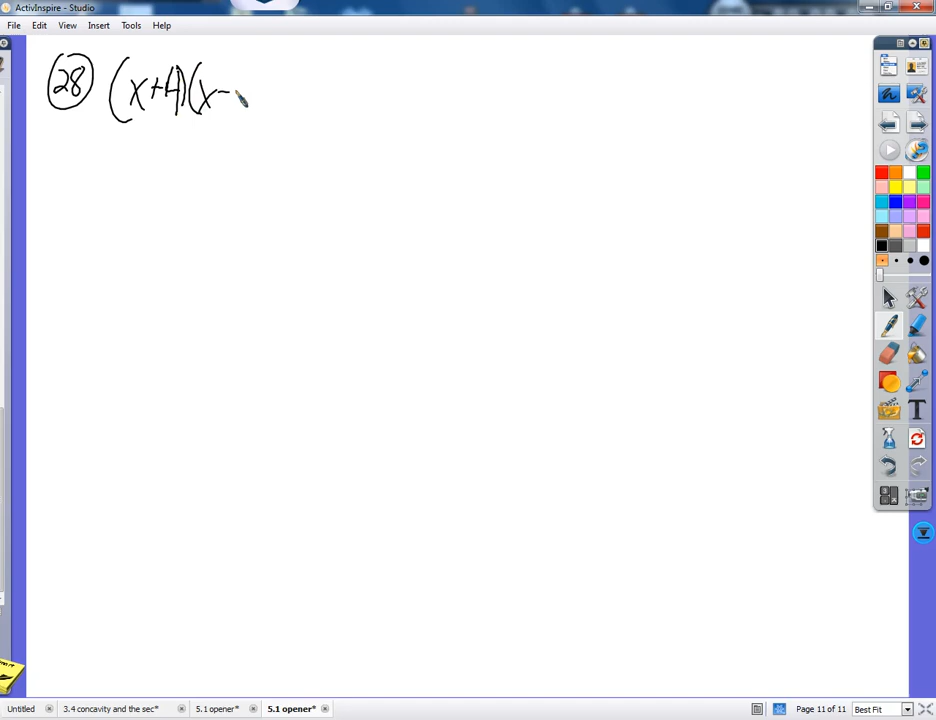 ActivInspire - Studio
File Edit View Insert Tools Help
28 (x+4)(x-
Untitled 3.4 concavity and the sec* 5.1 opener* 5.1 opener* Page 11 of 11 Best Fit